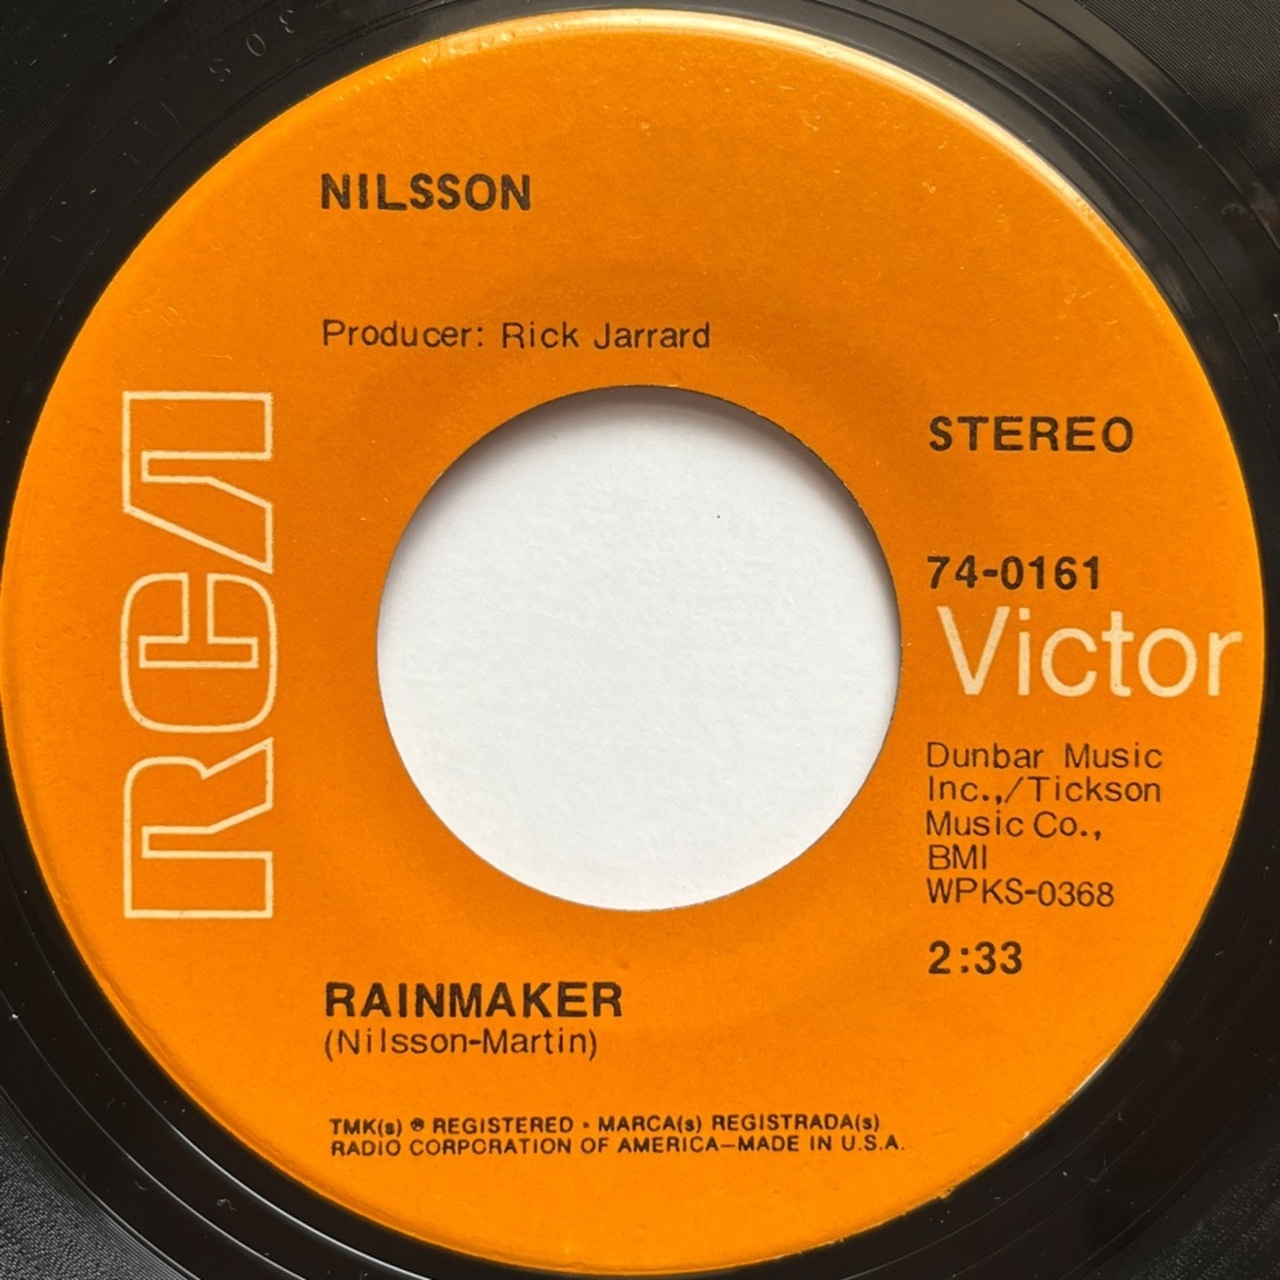 NILSSON
Producer: Rick Jarrard
STEREO
74-0161
RCA
Victor
Dunbar Music
Inc.,/Tickson
Music Co.,
BMI
WPKS-0368
2:33
RAINMAKER
(Nilsson-Martin)
TMK(s) ® REGISTERED • MARCA(s) REGISTRADA(s)
RADIO CORPORATION OF AMERICA—MADE IN U.S.A.